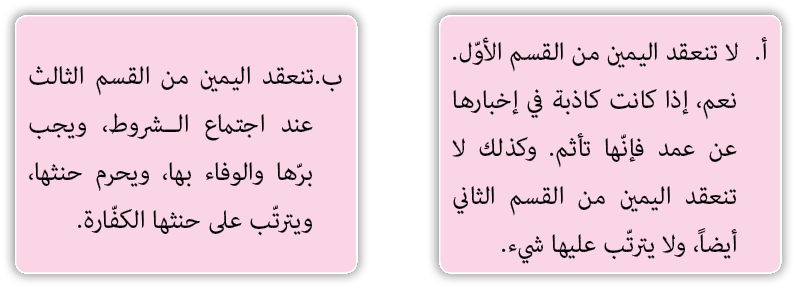 أ. لا تنعقد اليمين من القسم الأوّل.
نعم، إذا كانت كاذبة في إخبارها
عن عمد فإنّها تأثم. وكذلك لا
تنعقد اليمين من القسم الثاني
أيضاً، ولا يترتّب عليها شيء.
ب.تنعقد اليمين من القسم الثالث
عند اجتماع الـشروط، ويجب
برّها والوفاء بها، ويحرم حنثها،
ويترتّب على حنثها الكفّارة.